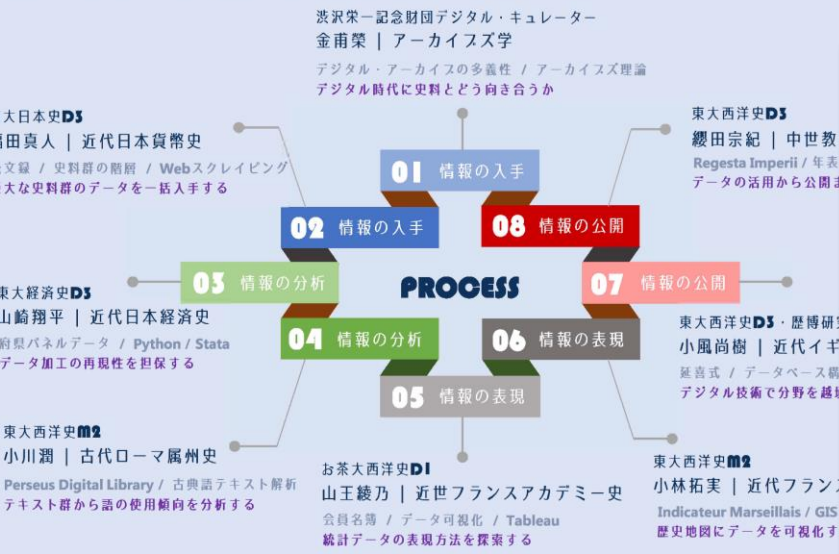 渋沢栄一記念財団デジタル・キュレーター
金甫榮 | アーカイブズ学
デジタル・アーカイブの多義性 / アーカイブズ理論
デジタル時代に史料とどう向き合うか
01 情報の入手
大日本史D3
福田真人 | 近代日本貨幣史
文録 / 史料群の階層 / Webスクレイピング
大な史料群のデータを一括入手する
02 情報の入手
東大経済史D3
山崎翔平 | 近代日本経済史
府県パネルデータ / Python / Stata
データ加工の再現性を担保する
03 情報の分析
東大西洋史M2
小川潤 | 古代ローマ属州史
Perseus Digital Library / 古典語テキスト解析
テキスト群から語の使用傾向を分析する
04 情報の分析
お茶大西洋史D1
山王綾乃 | 近世フランスアカデミー史
会員名簿 / データ可視化 / Tableau
統計データの表現方法を探索する
05 情報の表現
東大西洋史M2
小林拓実 | 近代フラン
Indicateur Marseillais / GIS
歴史地図にデータを可視化す
06 情報の表現
東大西洋史D3・歴博研
小風尚樹 | 近代イギ
延喜式 / データベース構
デジタル技術で分野を越
07 情報の公開
東大西洋史D3
纓田宗紀 | 中世教
Regesta Imperii / 年表
データの活用から公開ま
08 情報の公開
PROCESS